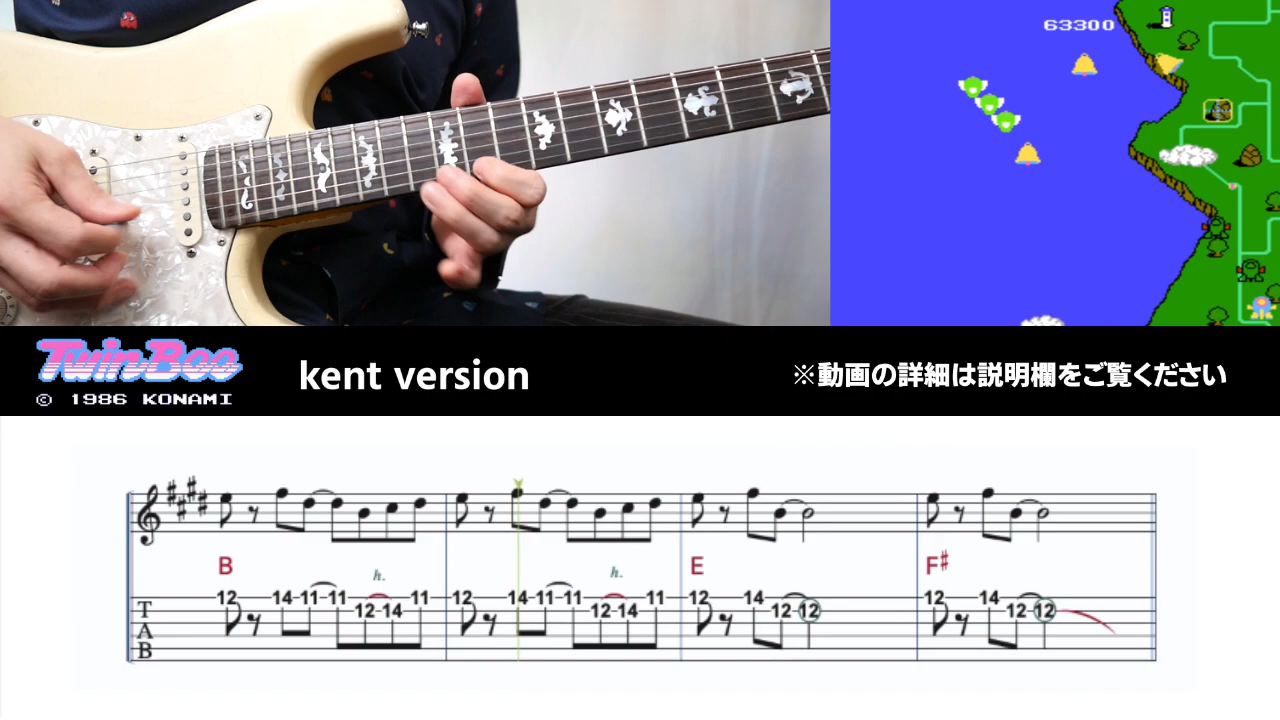 63300
TwinBee
© 1986 KONAMI
kent version
※動画の詳細は説明欄をご覧ください
B E F#
h. h.
12 14 11 11 12 14 11 12 14 11 11 12 14 11 12 14 12 12 12 14 12 12
T
A
B